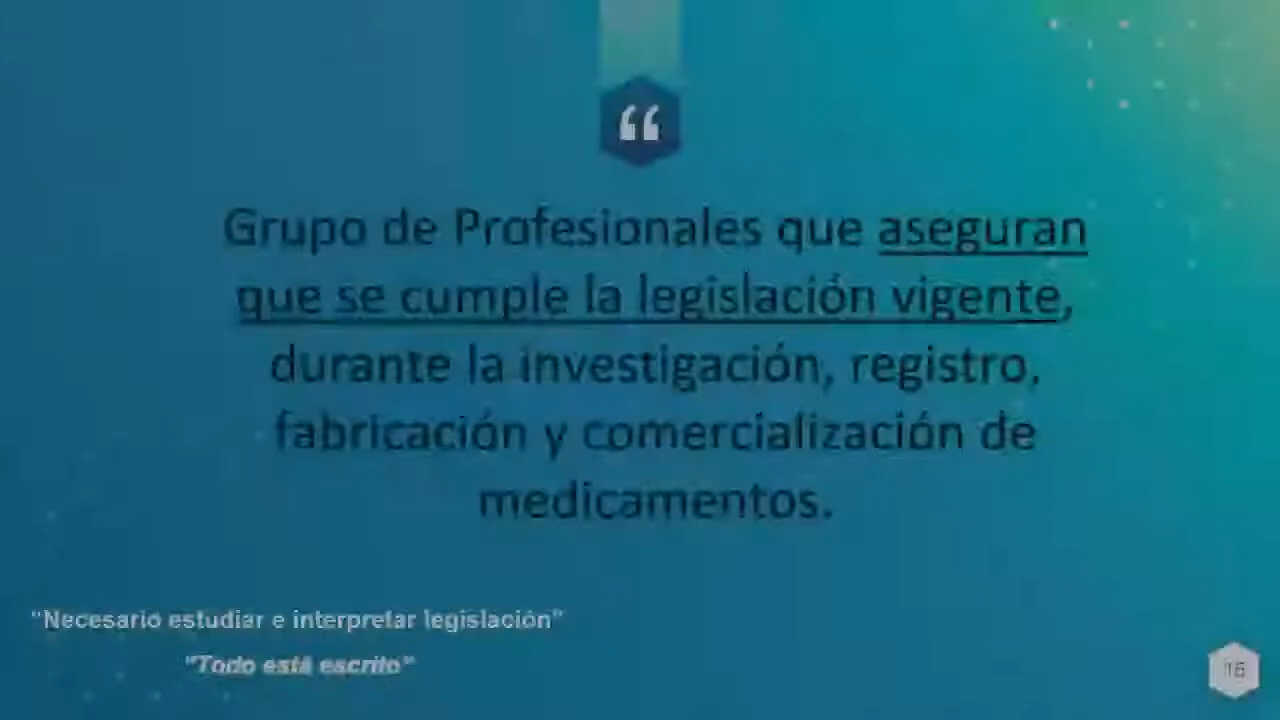 “
Grupo de Profesionales que aseguran
que se cumple la legislación vigente,
durante la investigación, registro,
fabricación y comercialización de
medicamentos.
"Necesario estudiar e interpretar legislación"
"Todo está escrito"